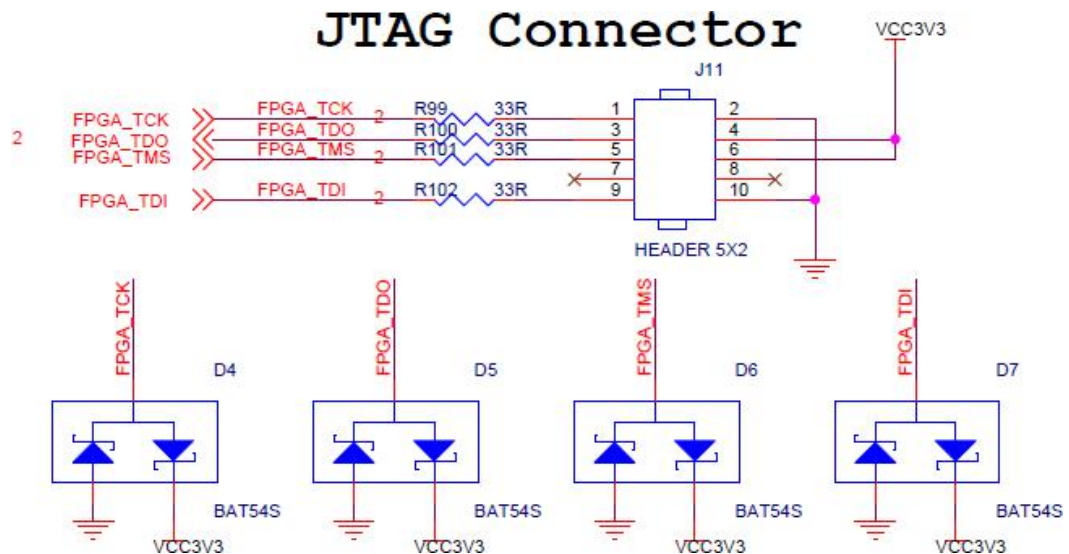 JTAG Connector
VCC3V3
J11
FPGA_TCK FPGA_TCK 2 R99 33R 1 2
2 FPGA_TDO FPGA_TDO R100 33R 3 4
FPGA_TMS FPGA_TMS 2 R101 33R 5 6
7 8
FPGA_TDI FPGA_TDI 2 R102 33R 9 10
HEADER 5X2
FPGA_TCK FPGA_TDO FPGA_TMS FPGA_TDI
D4 D5 D6 D7
BAT54S BAT54S BAT54S BAT54S
VCC3V3 VCC3V3 VCC3V3 VCC3V3